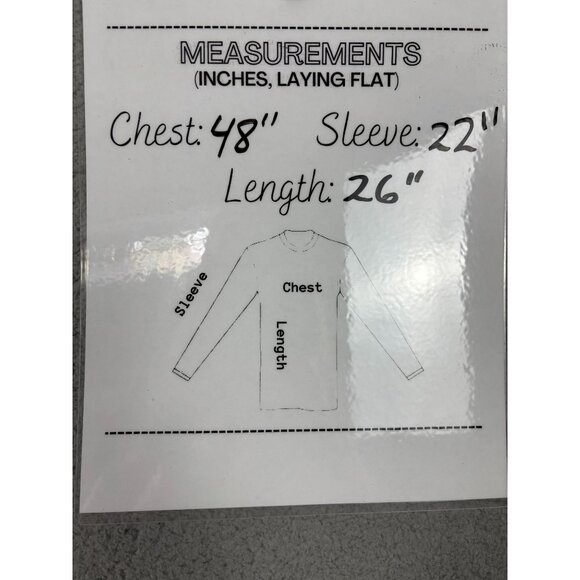 MEASUREMENTS
(INCHES, LAYING FLAT)
Chest: 48" Sleeve: 22"
Length: 26"
Sleeve
Chest
Length